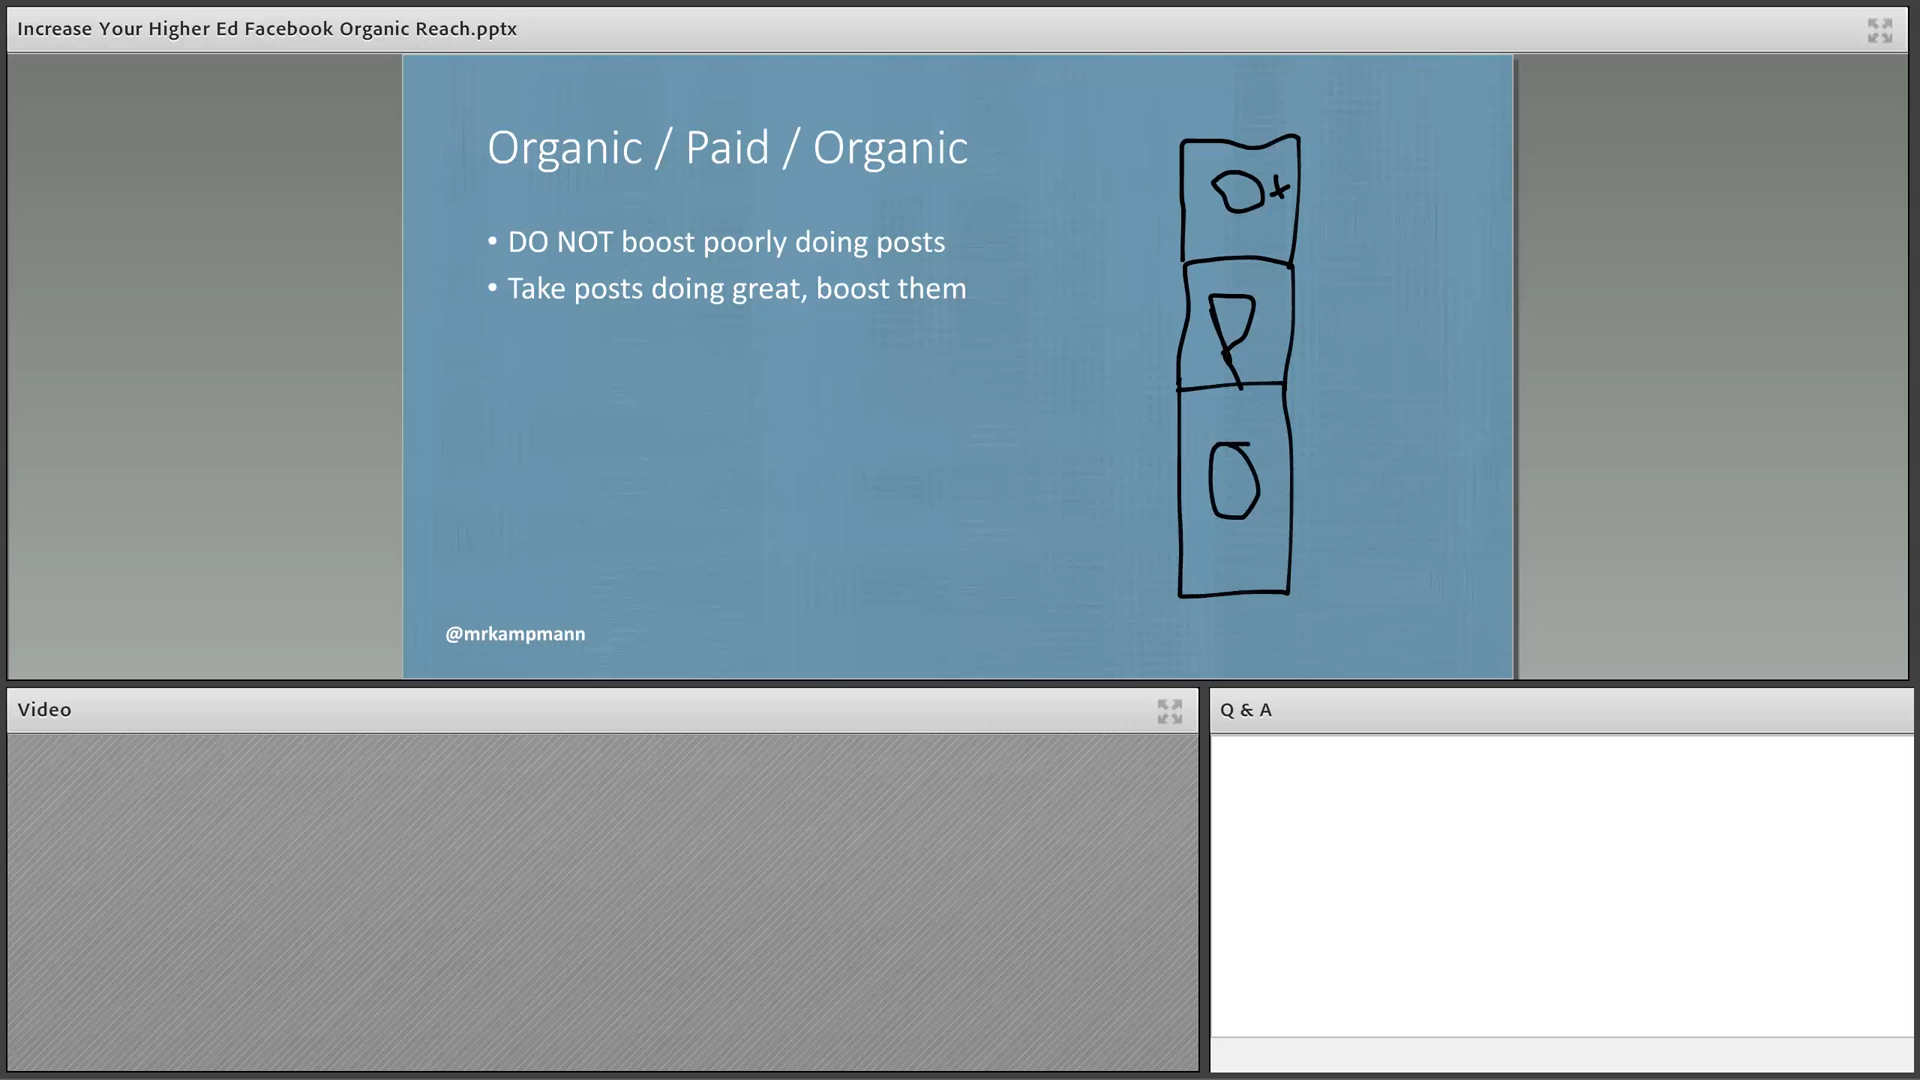 Increase Your Higher Ed Facebook Organic Reach.pptx
Organic / Paid / Organic
• DO NOT boost poorly doing posts
• Take posts doing great, boost them
O+
P
O
@mrkampmann
Video
Q & A